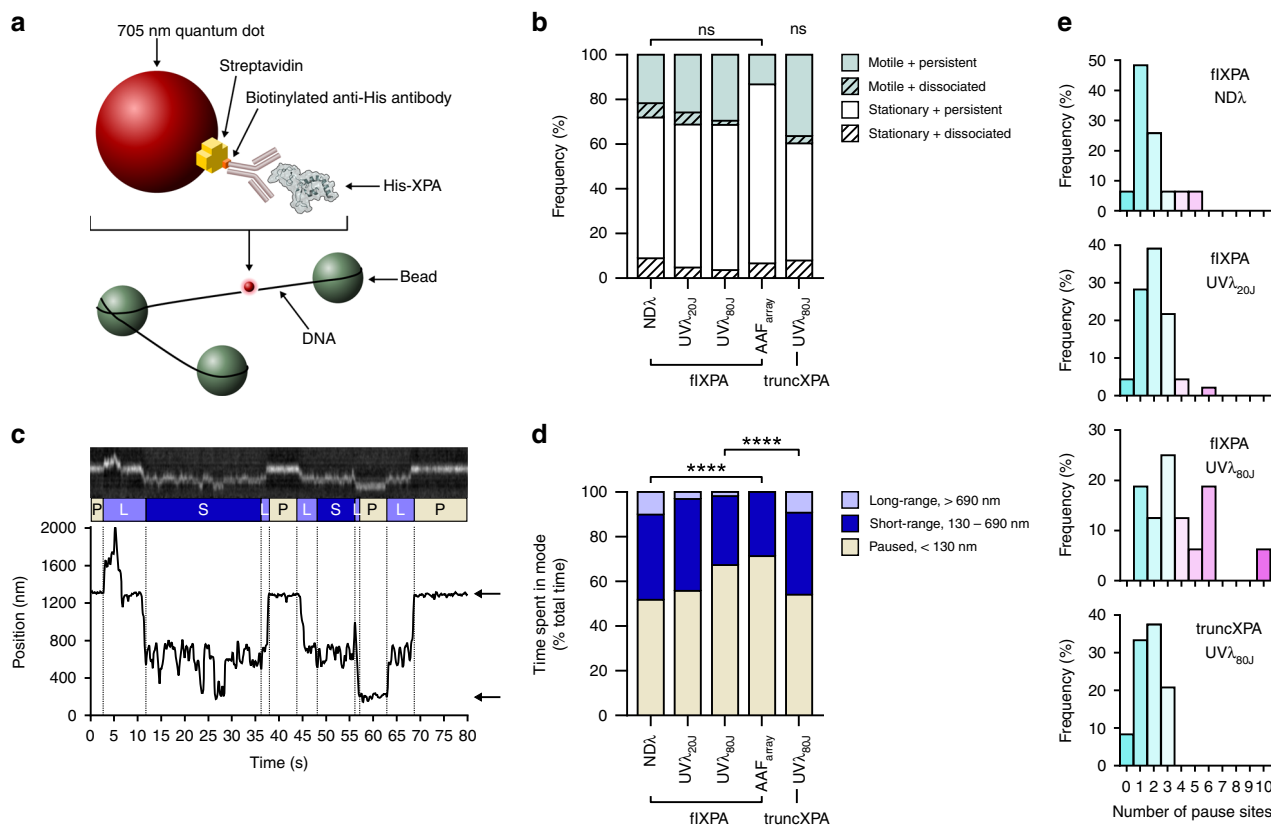 a
705 nm quantum dot
Streptavidin
Biotinylated anti-His antibody
His-XPA
Bead
DNA
b
ns
ns
Frequency (%)
100
80
60
40
20
0
Motile + persistent
Motile + dissociated
Stationary + persistent
Stationary + dissociated
NDλ
UVλ20J
UVλ80J
AAFarray
UVλ80J
flXPA
truncXPA
c
P
L
S
L
P
L
S
L
P
L
P
Position (nm)
2000
1600
1200
800
400
0
0 5 10 15 20 25 30 35 40 45 50 55 60 65 70 75 80
Time (s)
d
****
****
Time spent in mode
(% total time)
100
80
60
40
20
0
Long-range, > 690 nm
Short-range, 130 – 690 nm
Paused, < 130 nm
NDλ
UVλ20J
UVλ80J
AAFarray
UVλ80J
flXPA
truncXPA
e
Frequency (%)
50
40
30
20
10
0
flXPA
NDλ
Frequency (%)
40
30
20
10
0
flXPA
UVλ20J
Frequency (%)
30
20
10
0
flXPA
UVλ80J
Frequency (%)
40
30
20
10
0
truncXPA
UVλ80J
0 1 2 3 4 5 6 7 8 9 10
Number of pause sites